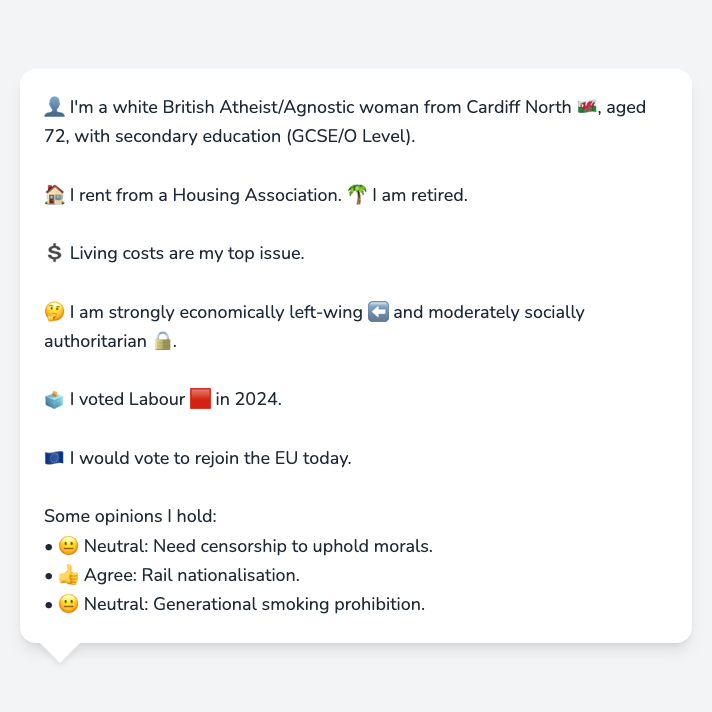 👤 I'm a white British Atheist/Agnostic woman from Cardiff North 🏴󠁧󠁢󠁷󠁬󠁳󠁿, aged
72, with secondary education (GCSE/O Level).
🏠 I rent from a Housing Association. 🌴 I am retired.
💲 Living costs are my top issue.
🤔 I am strongly economically left-wing ⬅️ and moderately socially
authoritarian 🔒.
🗳️ I voted Labour 🟥 in 2024.
🇪🇺 I would vote to rejoin the EU today.
Some opinions I hold:
• 😐 Neutral: Need censorship to uphold morals.
• 👍 Agree: Rail nationalisation.
• 😐 Neutral: Generational smoking prohibition.